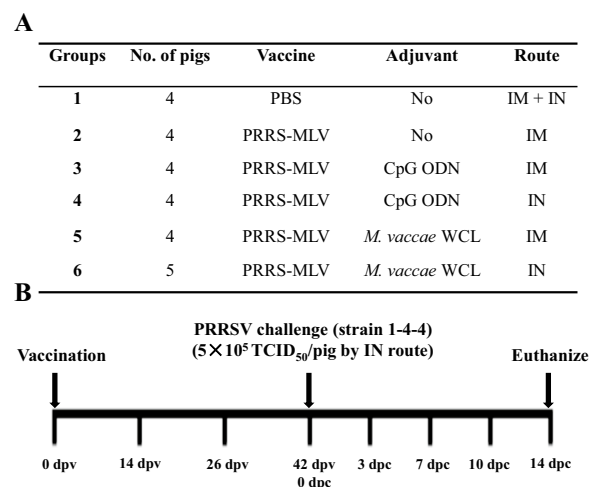 A
Groups No. of pigs Vaccine Adjuvant Route
1 4 PBS No IM + IN
2 4 PRRS-MLV No IM
3 4 PRRS-MLV CpG ODN IM
4 4 PRRS-MLV CpG ODN IN
5 4 PRRS-MLV M. vaccae WCL IM
6 5 PRRS-MLV M. vaccae WCL IN
B
PRRSV challenge (strain 1-4-4)
Vaccination (5×10⁵ TCID₅₀/pig by IN route) Euthanize
0 dpv 14 dpv 26 dpv 42 dpv 3 dpc 7 dpc 10 dpc 14 dpc
0 dpc